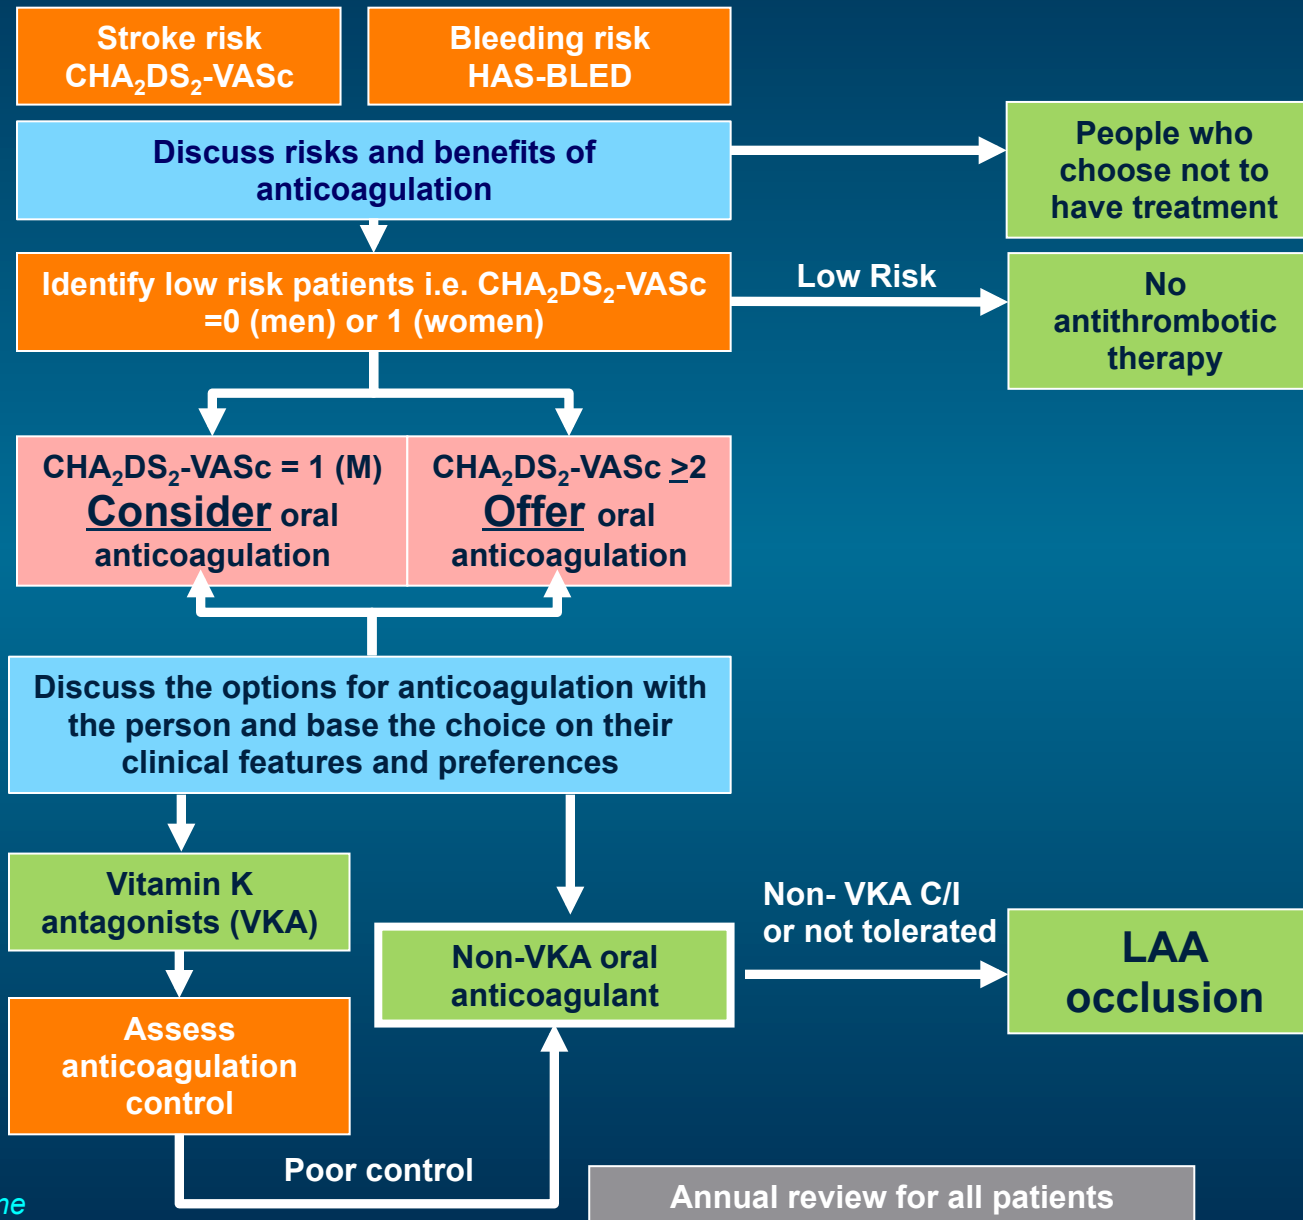 Stroke risk
CHA₂DS₂-VASc
Bleeding risk
HAS-BLED
Discuss risks and benefits of
anticoagulation
People who
choose not to
have treatment
Identify low risk patients i.e. CHA₂DS₂-VASc
=0 (men) or 1 (women)
Low Risk
No
antithrombotic
therapy
CHA₂DS₂-VASc = 1 (M)
Consider oral
anticoagulation
CHA₂DS₂-VASc ≥2
Offer oral
anticoagulation
Discuss the options for anticoagulation with
the person and base the choice on their
clinical features and preferences
Vitamin K
antagonists (VKA)
Non-VKA oral
anticoagulant
Non- VKA C/I
or not tolerated
LAA
occlusion
Assess
anticoagulation
control
Poor control
Annual review for all patients